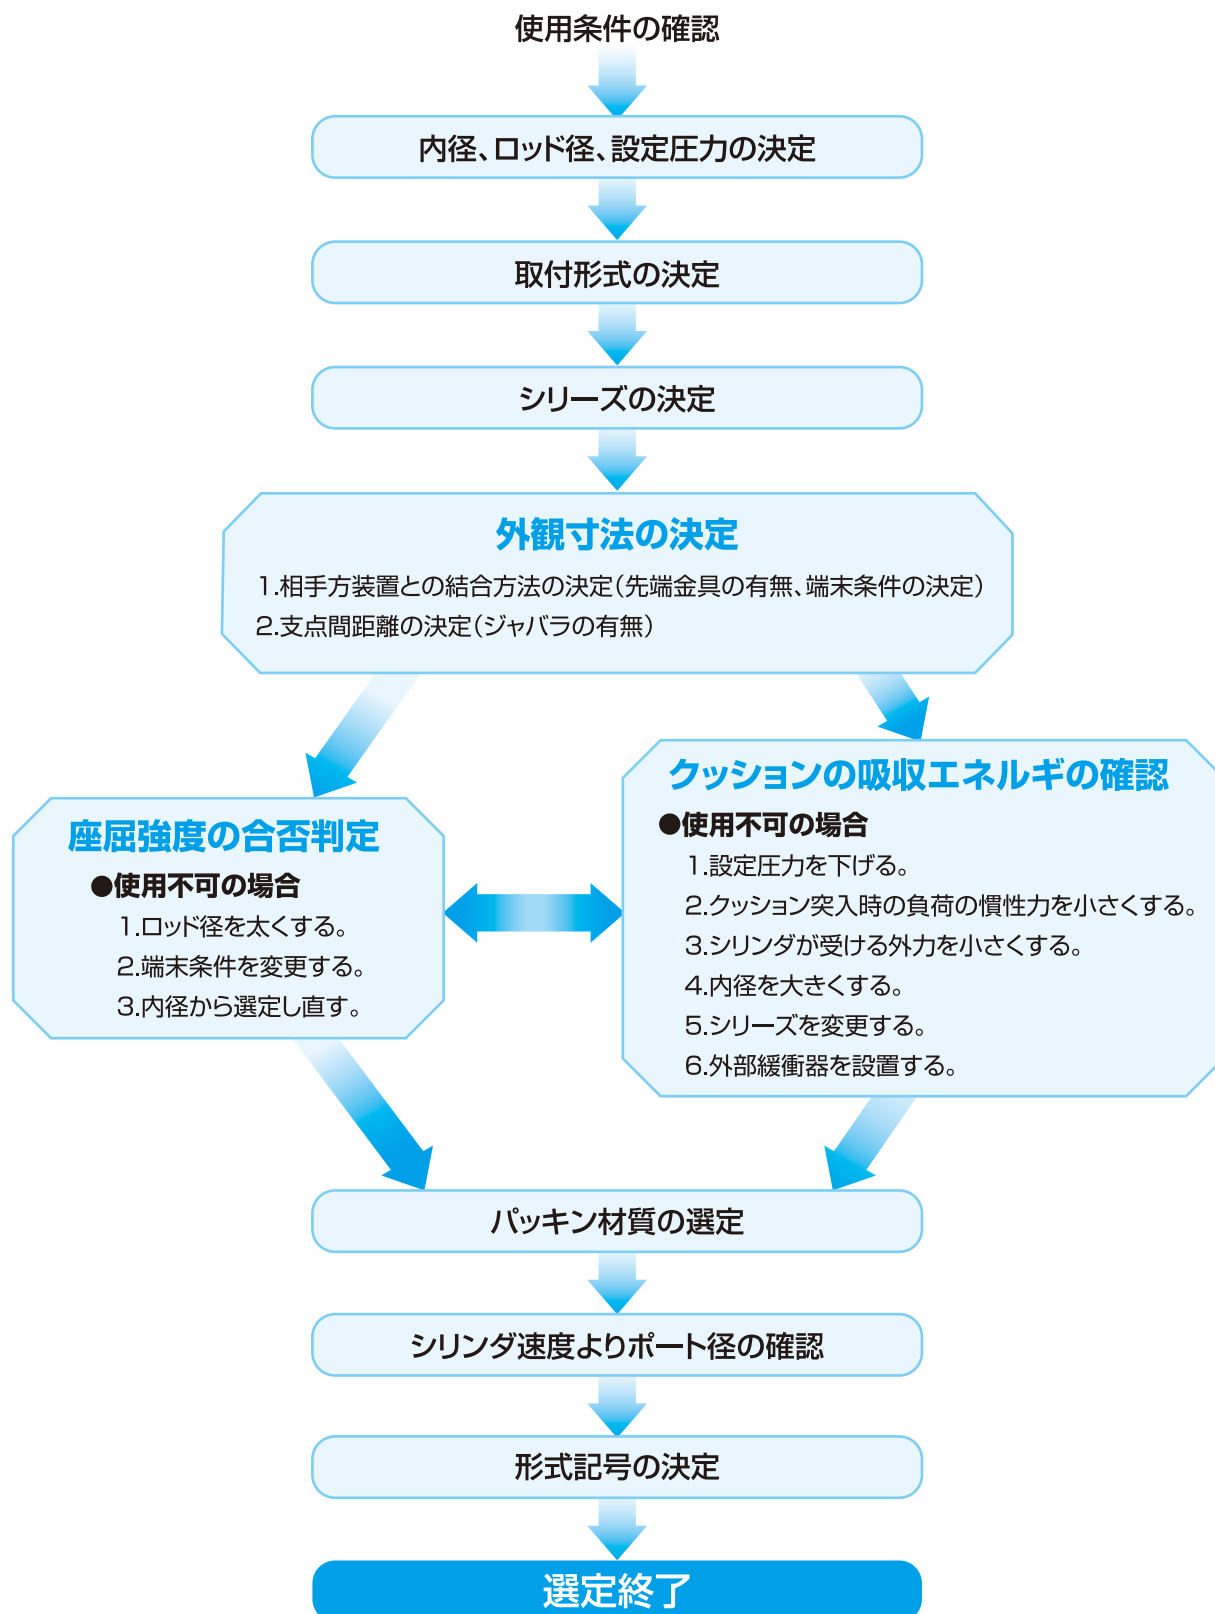 使用条件の確認
内径、ロッド径、設定圧力の決定
取付形式の決定
シリーズの決定
外観寸法の決定
1.相手方装置との結合方法の決定(先端金具の有無、端末条件の決定)
2.支点間距離の決定(ジャバラの有無)
座屈強度の合否判定
●使用不可の場合
1.ロッド径を太くする。
2.端末条件を変更する。
3.内径から選定し直す。
クッションの吸収エネルギの確認
●使用不可の場合
1.設定圧力を下げる。
2.クッション突入時の負荷の慣性力を小さくする。
3.シリンダが受ける外力を小さくする。
4.内径を大きくする。
5.シリーズを変更する。
6.外部緩衝器を設置する。
パッキン材質の選定
シリンダ速度よりポート径の確認
形式記号の決定
選定終了